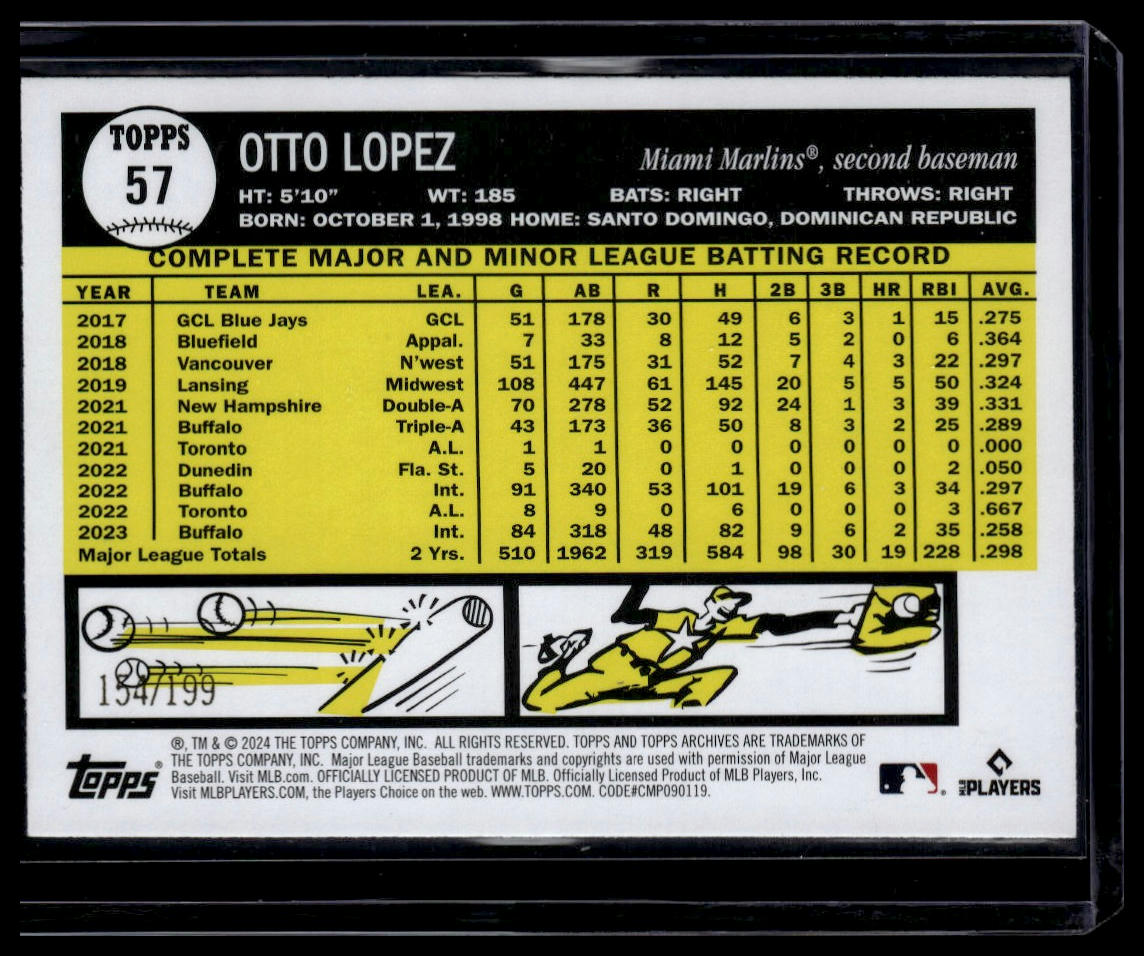 TOPPS
57
OTTO LOPEZ
Miami Marlins®, second baseman
HT: 5'10" WT: 185 BATS: RIGHT THROWS: RIGHT
BORN: OCTOBER 1, 1998 HOME: SANTO DOMINGO, DOMINICAN REPUBLIC
COMPLETE MAJOR AND MINOR LEAGUE BATTING RECORD
YEAR TEAM LEA. G AB R H 2B 3B HR RBI AVG.
2017 GCL Blue Jays GCL 51 178 30 49 6 3 1 15 .275
2018 Bluefield Appal. 7 33 8 12 5 2 0 6 .364
2018 Vancouver N'west 51 175 31 52 7 4 3 22 .297
2019 Lansing Midwest 108 447 61 145 20 5 5 50 .324
2021 New Hampshire Double-A 70 278 52 92 24 1 3 39 .331
2021 Buffalo Triple-A 43 173 36 50 8 3 2 25 .289
2021 Toronto A.L. 1 1 0 0 0 0 0 0 .000
2022 Dunedin Fla. St. 5 20 0 1 0 0 0 2 .050
2022 Buffalo Int. 91 340 53 101 19 6 3 34 .297
2022 Toronto A.L. 8 9 0 6 0 0 0 3 .667
2023 Buffalo Int. 84 318 48 82 9 6 2 35 .258
Major League Totals 2 Yrs. 510 1962 319 584 98 30 19 228 .298
154/199
®, TM & © 2024 THE TOPPS COMPANY, INC. ALL RIGHTS RESERVED. TOPPS AND TOPPS ARCHIVES ARE TRADEMARKS OF
THE TOPPS COMPANY, INC. Major League Baseball trademarks and copyrights are used with permission of Major League
Baseball. Visit MLB.com. OFFICIALLY LICENSED PRODUCT OF MLB. Officially Licensed Product of MLB Players, Inc.
Visit MLBPLAYERS.COM, the Players Choice on the web. WWW.TOPPS.COM. CODE#CMP090119.
topps®
MLB PLAYERS